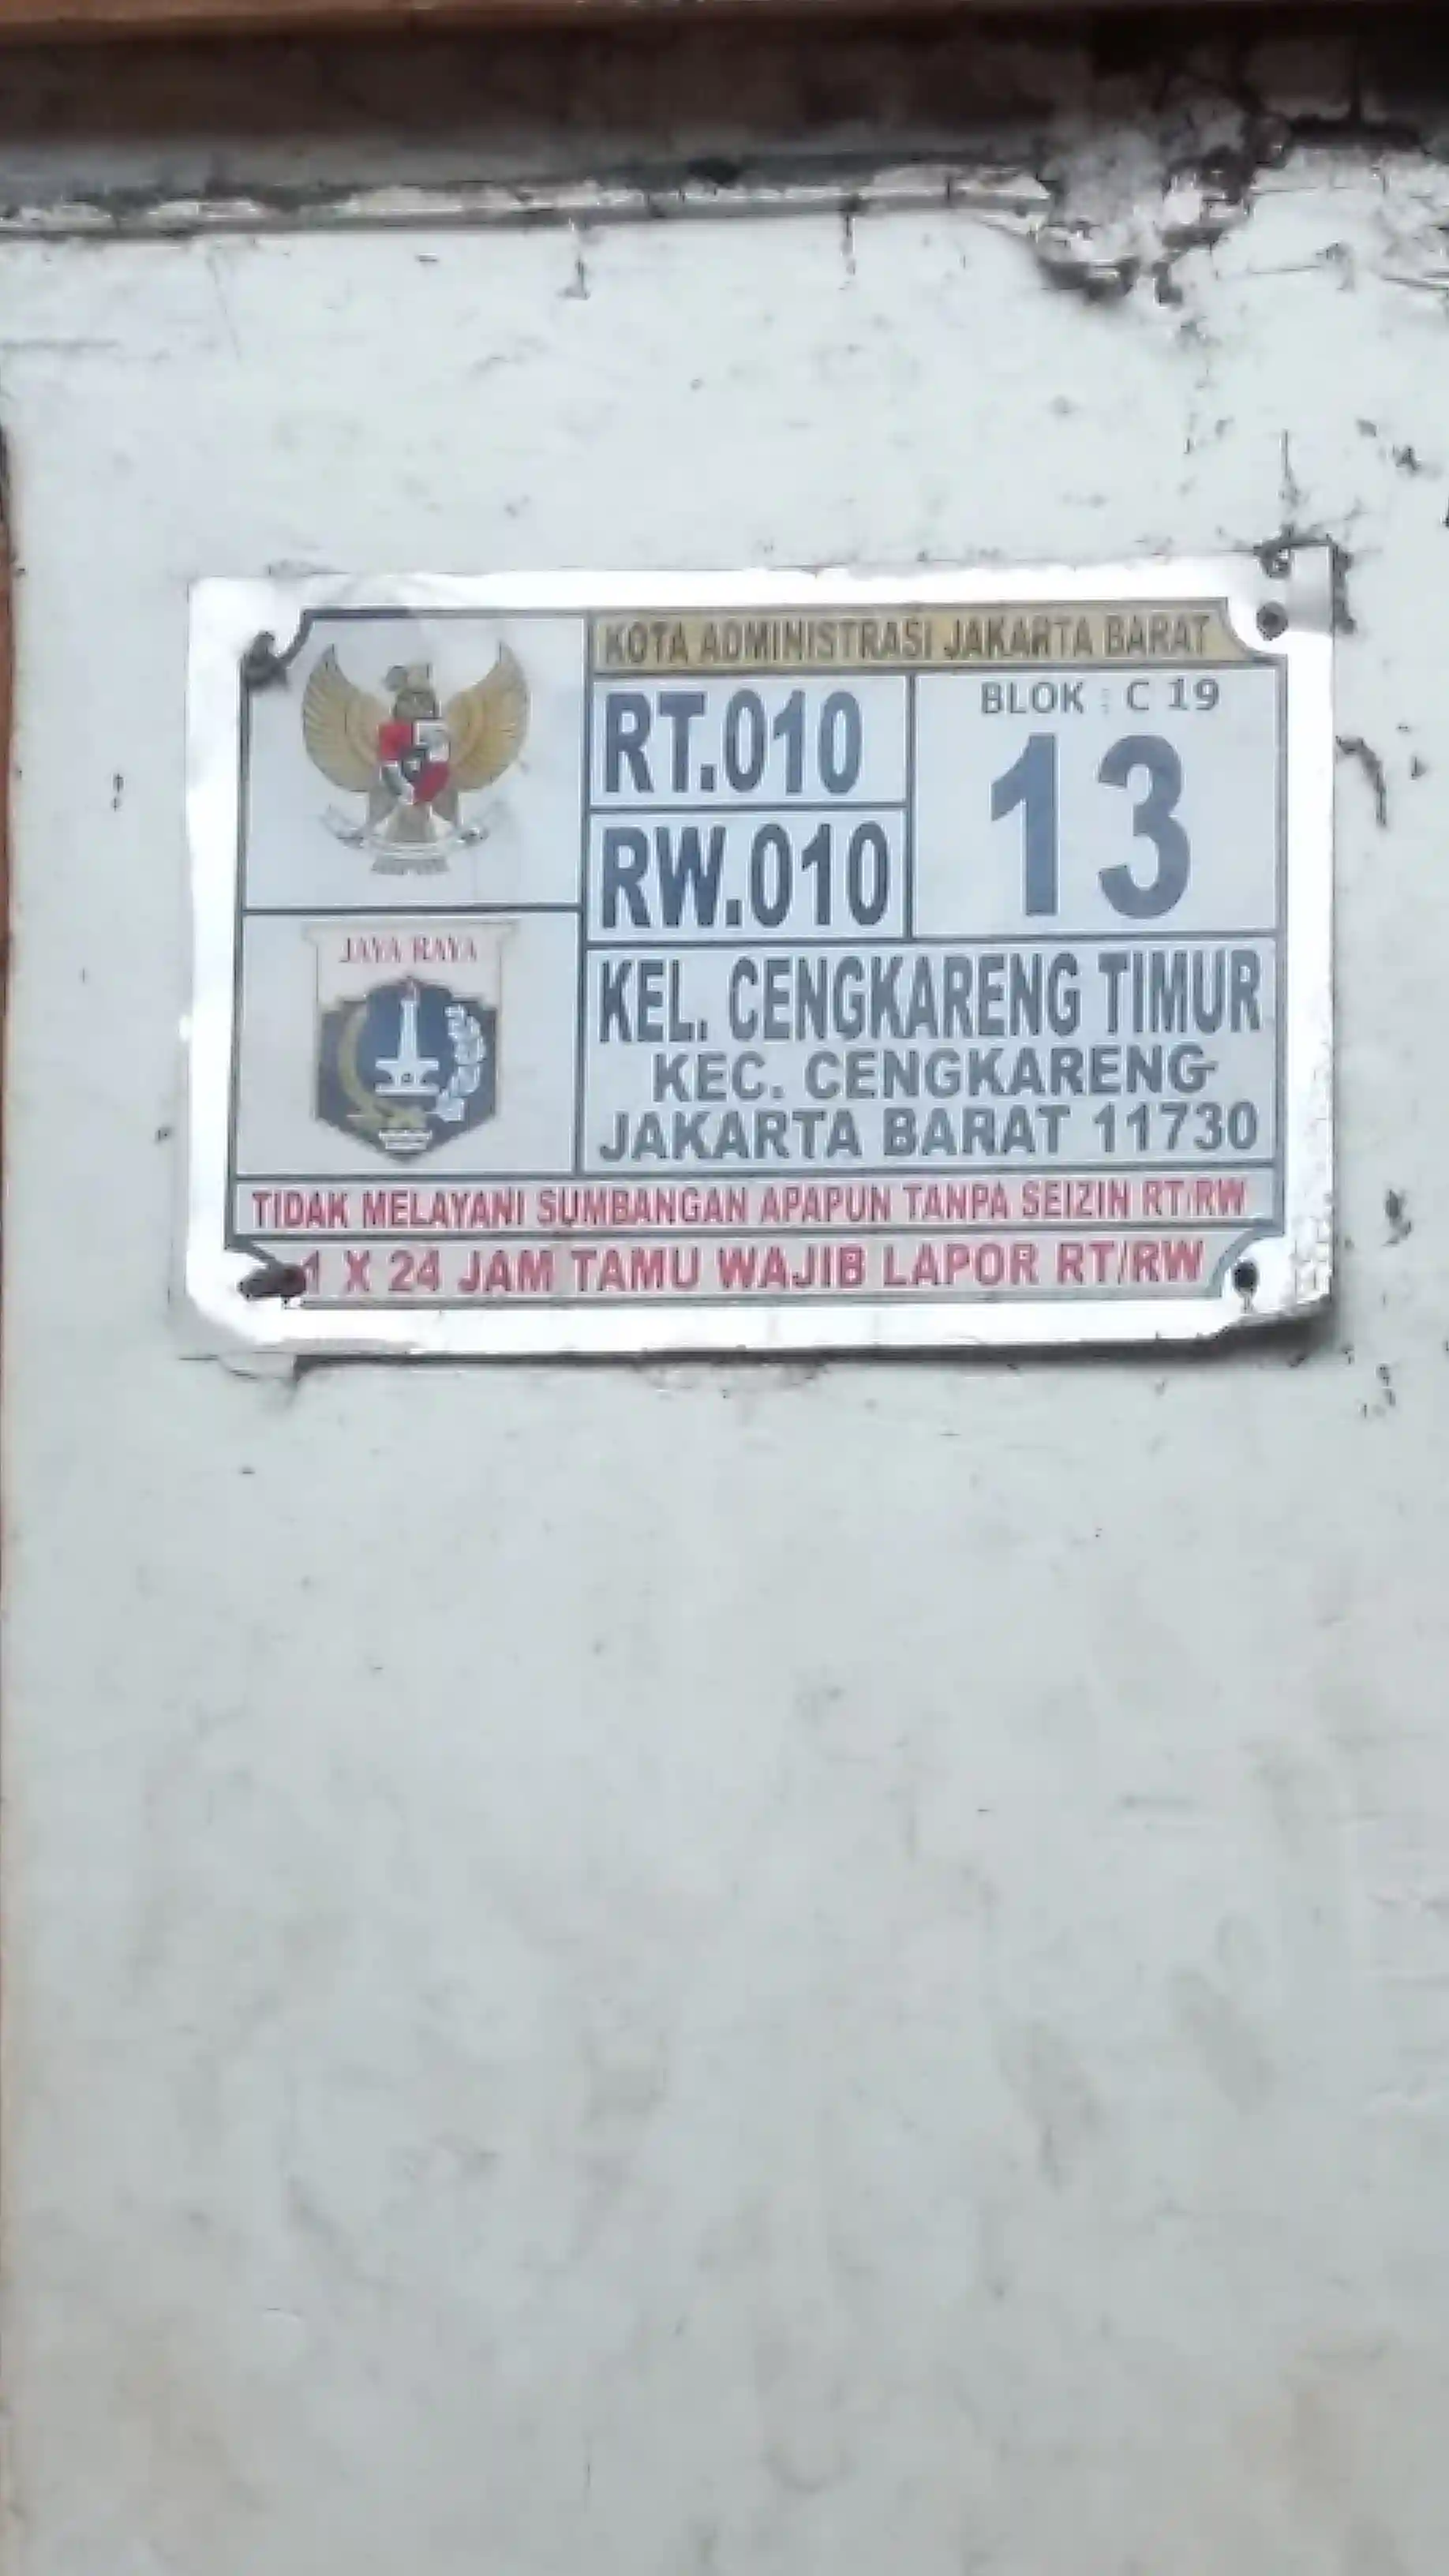 KOTA ADMINISTRASI JAKARTA BARAT
RT.010
RW.010
BLOK : C 19
13
JAYA RAYA
KEL. CENGKARENG TIMUR
KEC. CENGKARENG
JAKARTA BARAT 11730
TIDAK MELAYANI SUMBANGAN APAPUN TANPA SEIZIN RT/RW
1 X 24 JAM TAMU WAJIB LAPOR RT/RW